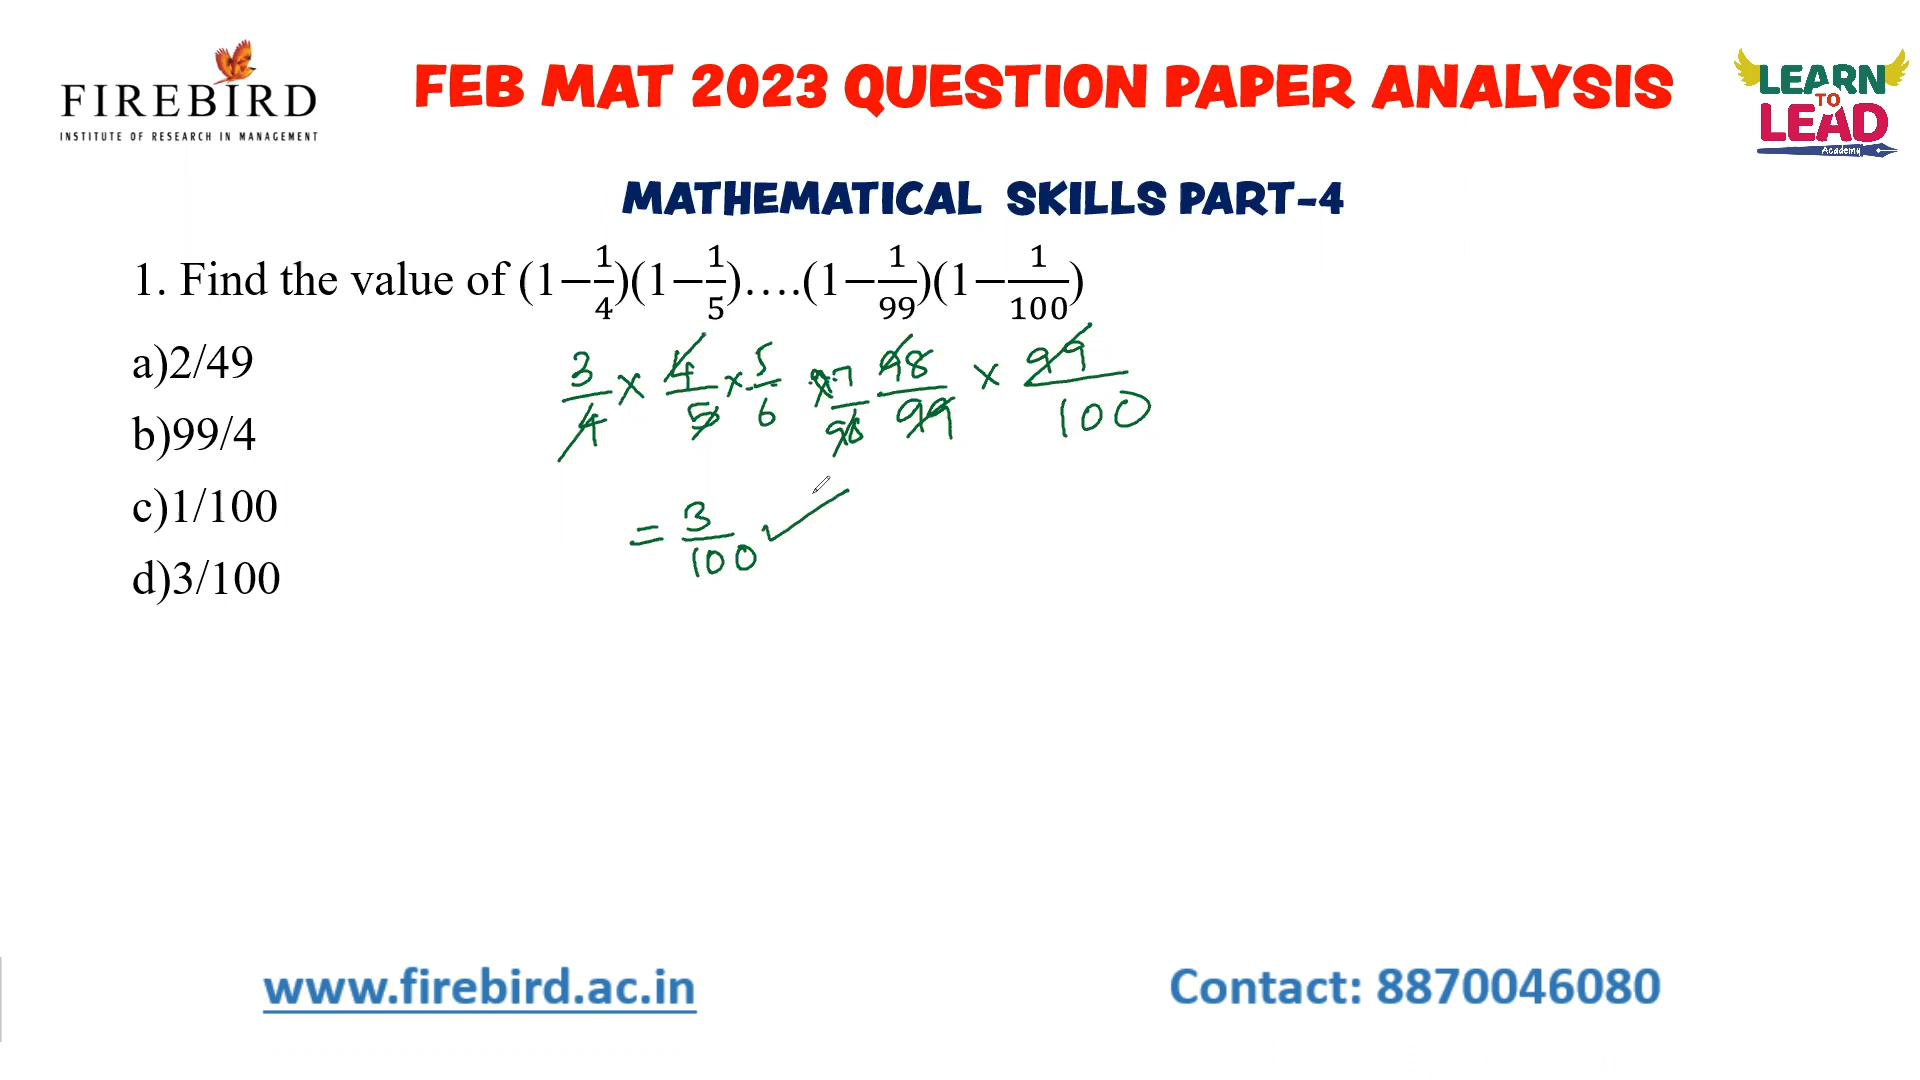 FIREBIRD
INSTITUTE OF RESEARCH IN MANAGEMENT
FEB MAT 2023 QUESTION PAPER ANALYSIS
LEARN
TO
LEAD
Academy
MATHEMATICAL SKILLS PART-4
1. Find the value of (1−1/4)(1−1/5)....(1−1/99)(1−1/100)
a)2/49
b)99/4
c)1/100
d)3/100
3/4 × 4/5 × 5/6 97/98 98/99 × 99/100
= 3/100 ✓
www.firebird.ac.in
Contact: 8870046080